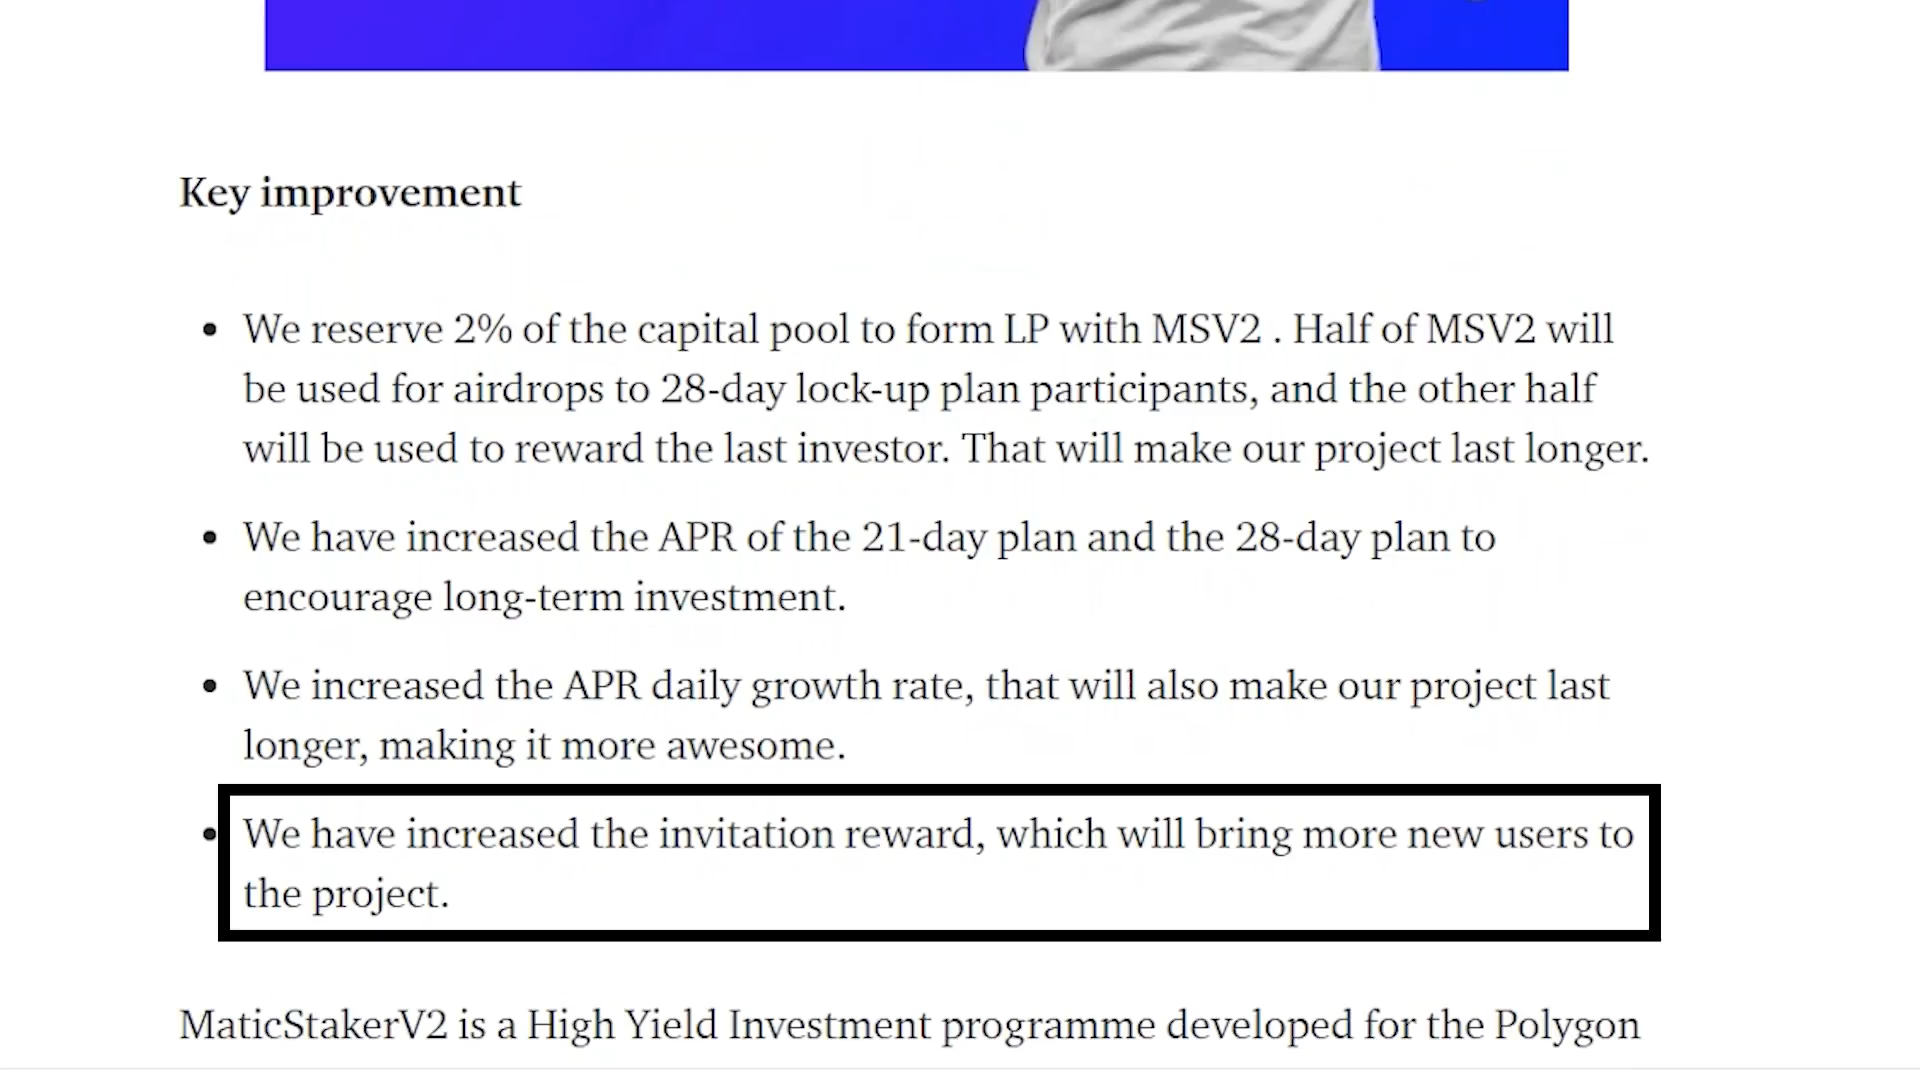 Key improvement
• We reserve 2% of the capital pool to form LP with MSV2 . Half of MSV2 will
be used for airdrops to 28-day lock-up plan participants, and the other half
will be used to reward the last investor. That will make our project last longer.
• We have increased the APR of the 21-day plan and the 28-day plan to
encourage long-term investment.
• We increased the APR daily growth rate, that will also make our project last
longer, making it more awesome.
• We have increased the invitation reward, which will bring more new users to
the project.
MaticStakerV2 is a High Yield Investment programme developed for the Polygon